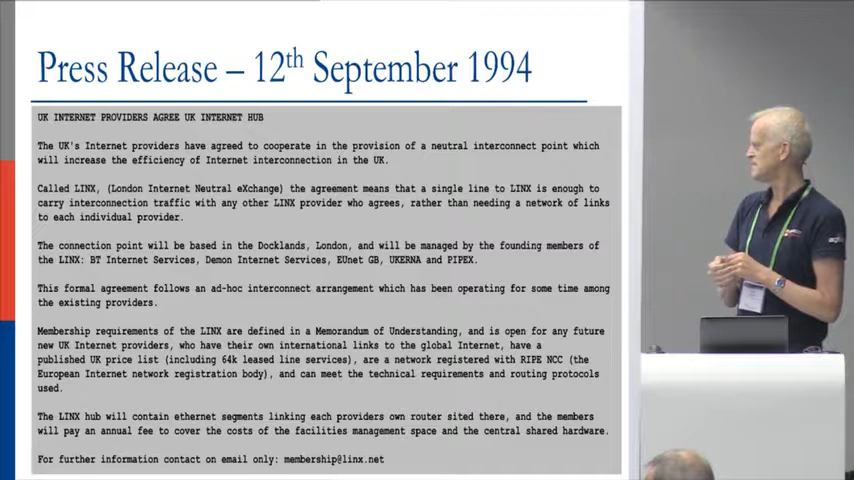 Press Release – 12th September 1994
UK INTERNET PROVIDERS AGREE UK INTERNET HUB
The UK's Internet providers have agreed to cooperate in the provision of a neutral interconnect point which
will increase the efficiency of Internet interconnection in the UK.
Called LINX, (London Internet Neutral eXchange) the agreement means that a single line to LINX is enough to
carry interconnection traffic with any other LINX provider who agrees, rather than needing a network of links
to each individual provider.
The connection point will be based in the Docklands, London, and will be managed by the founding members of
the LINX: BT Internet Services, Demon Internet Services, EUnet GB, UKERNA and PIPEX.
This formal agreement follows an ad-hoc interconnect arrangement which has been operating for some time among
the existing providers.
Membership requirements of the LINX are defined in a Memorandum of Understanding, and is open for any future
new UK Internet providers, who have their own international links to the global Internet, have a
published UK price list (including 64k leased line services), are a network registered with RIPE NCC (the
European Internet network registration body), and can meet the technical requirements and routing protocols
used.
The LINX hub will contain ethernet segments linking each providers own router sited there, and the members
will pay an annual fee to cover the costs of the facilities management space and the central shared hardware.
For further information contact on email only: membership@linx.net